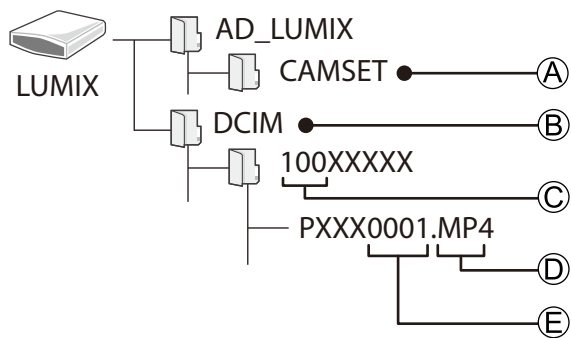 AD_LUMIX
LUMIX
CAMSET A
DCIM B
100XXXXX
C
PXXX0001.MP4
D
E